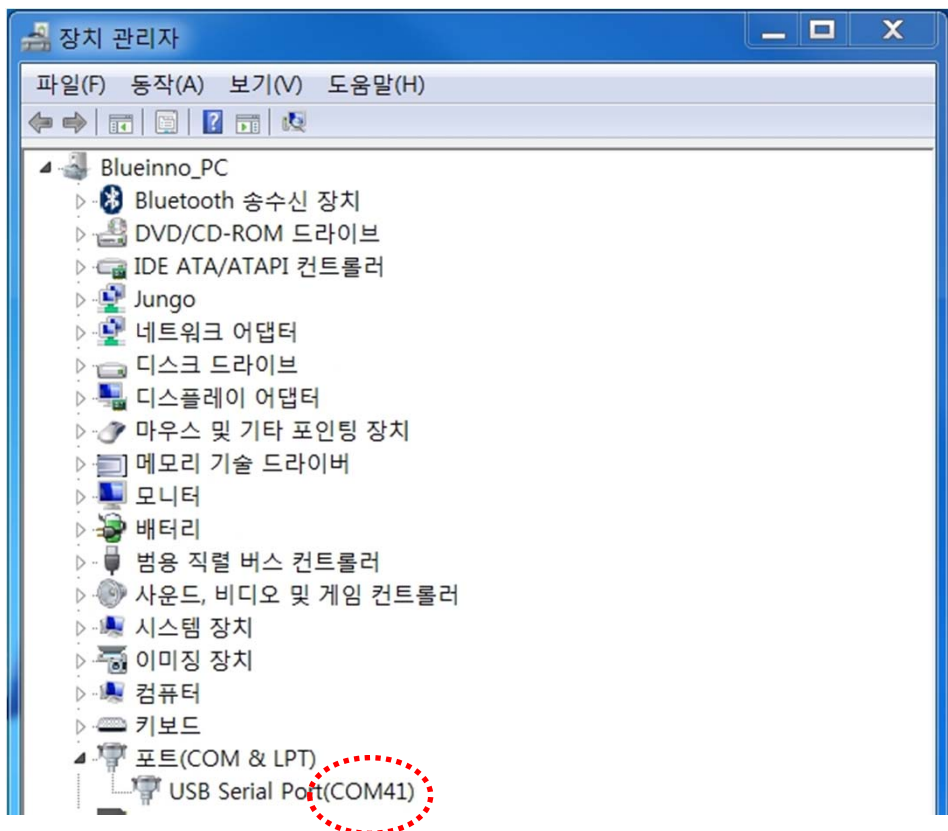 장치 관리자
파일(F) 동작(A) 보기(V) 도움말(H)
Blueinno_PC
Bluetooth 송수신 장치
DVD/CD-ROM 드라이브
IDE ATA/ATAPI 컨트롤러
Jungo
네트워크 어댑터
디스크 드라이브
디스플레이 어댑터
마우스 및 기타 포인팅 장치
메모리 기술 드라이버
모니터
배터리
범용 직렬 버스 컨트롤러
사운드, 비디오 및 게임 컨트롤러
시스템 장치
이미징 장치
컴퓨터
키보드
포트(COM & LPT)
USB Serial Port(COM41)